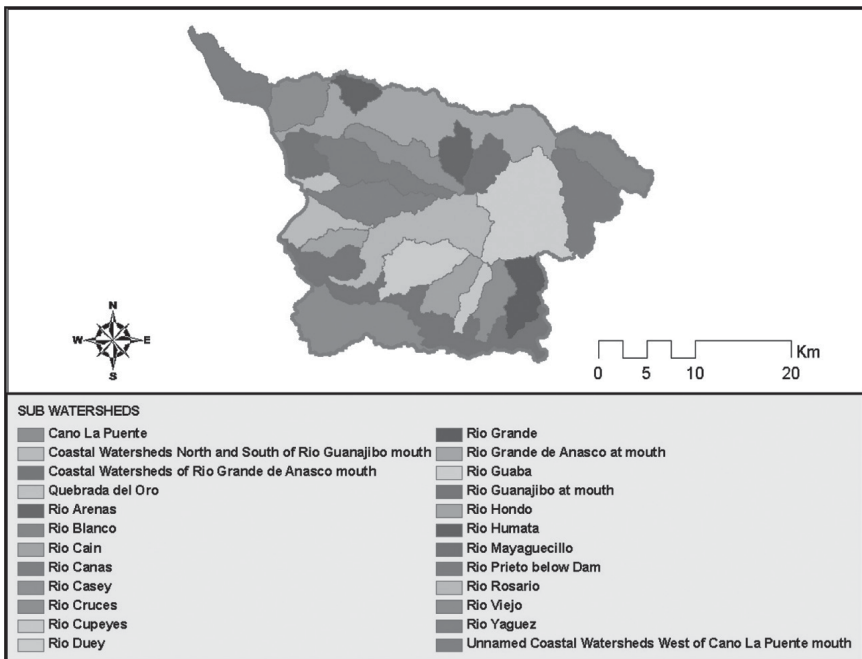 N
W E
S
Km
0 5 10 20
SUB WATERSHEDS
Cano La Puente
Coastal Watersheds North and South of Rio Guanajibo mouth
Coastal Watersheds of Rio Grande de Anasco mouth
Quebrada del Oro
Rio Arenas
Rio Blanco
Rio Cain
Rio Canas
Rio Casey
Rio Cruces
Rio Cupeyes
Rio Duey
Rio Grande
Rio Grande de Anasco at mouth
Rio Guaba
Rio Guanajibo at mouth
Rio Hondo
Rio Humata
Rio Mayaguecillo
Rio Prieto below Dam
Rio Rosario
Rio Viejo
Rio Yaguez
Unnamed Coastal Watersheds West of Cano La Puente mouth